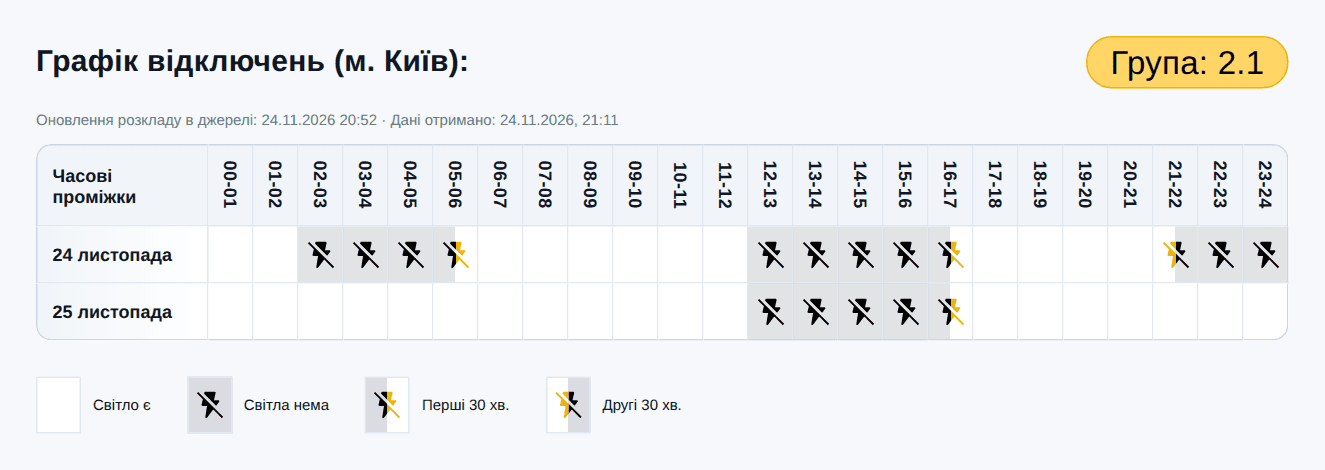 Графік відключень (м. Київ):
Група: 2.1
Оновлення розкладу в джерелі: 24.11.2026 20:52 · Дані отримано: 24.11.2026, 21:11
Часові
проміжки
00-01
01-02
02-03
03-04
04-05
05-06
06-07
07-08
08-09
09-10
10-11
11-12
12-13
13-14
14-15
15-16
16-17
17-18
18-19
19-20
20-21
21-22
22-23
23-24
24 листопада
25 листопада
Світло є
Світла нема
Перші 30 хв.
Другі 30 хв.